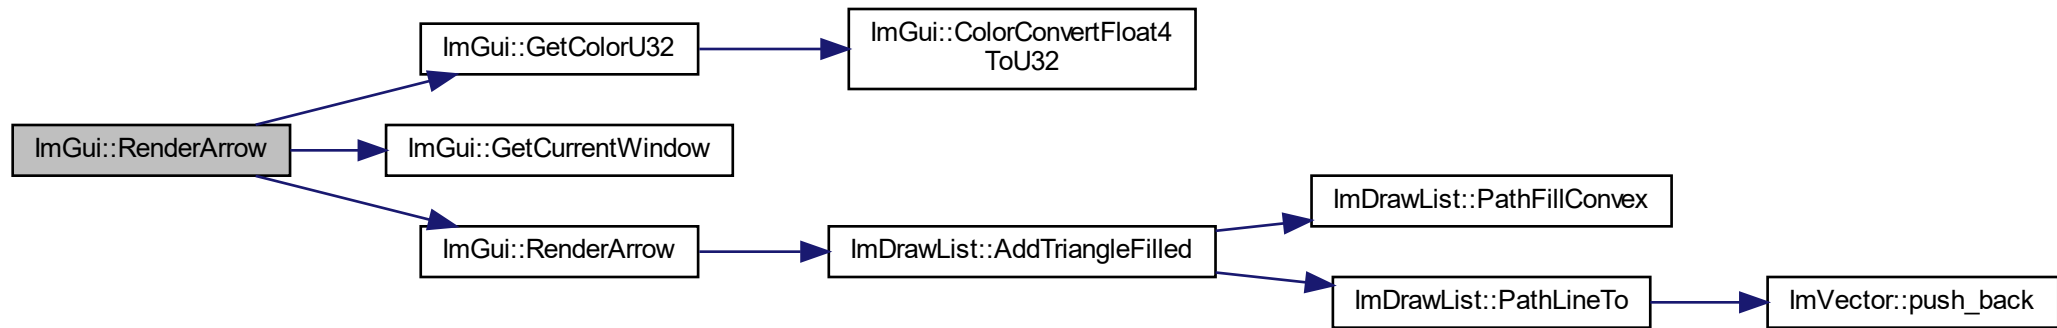 ImGui::RenderArrow
ImGui::GetColorU32
ImGui::ColorConvertFloat4
ToU32
ImGui::GetCurrentWindow
ImGui::RenderArrow
ImDrawList::AddTriangleFilled
ImDrawList::PathFillConvex
ImDrawList::PathLineTo
ImVector::push_back